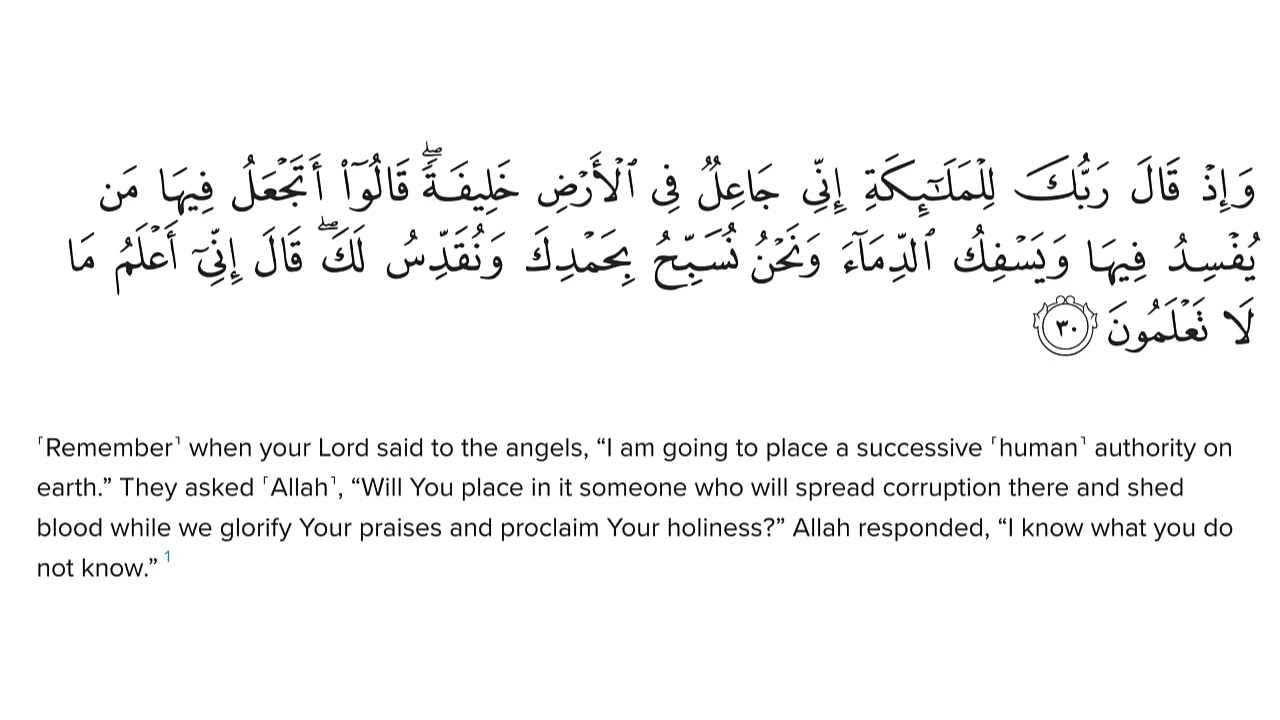 وَإِذۡ قَالَ رَبُّكَ لِلۡمَلَـٰٓئِكَةِ إِنِّي جَاعِلٞ فِي ٱلۡأَرۡضِ خَلِيفَةٗۖ قَالُوٓاْ أَتَجۡعَلُ فِيهَا مَن
يُفۡسِدُ فِيهَا وَيَسۡفِكُ ٱلدِّمَآءَ وَنَحۡنُ نُسَبِّحُ بِحَمۡدِكَ وَنُقَدِّسُ لَكَۖ قَالَ إِنِّيٓ أَعۡلَمُ مَا
لَا تَعۡلَمُونَ ٣٠
⸢Remember⸣ when your Lord said to the angels, “I am going to place a successive ⸢human⸣ authority on
earth.” They asked ⸢Allah⸣, “Will You place in it someone who will spread corruption there and shed
blood while we glorify Your praises and proclaim Your holiness?” Allah responded, “I know what you do
not know.” 1